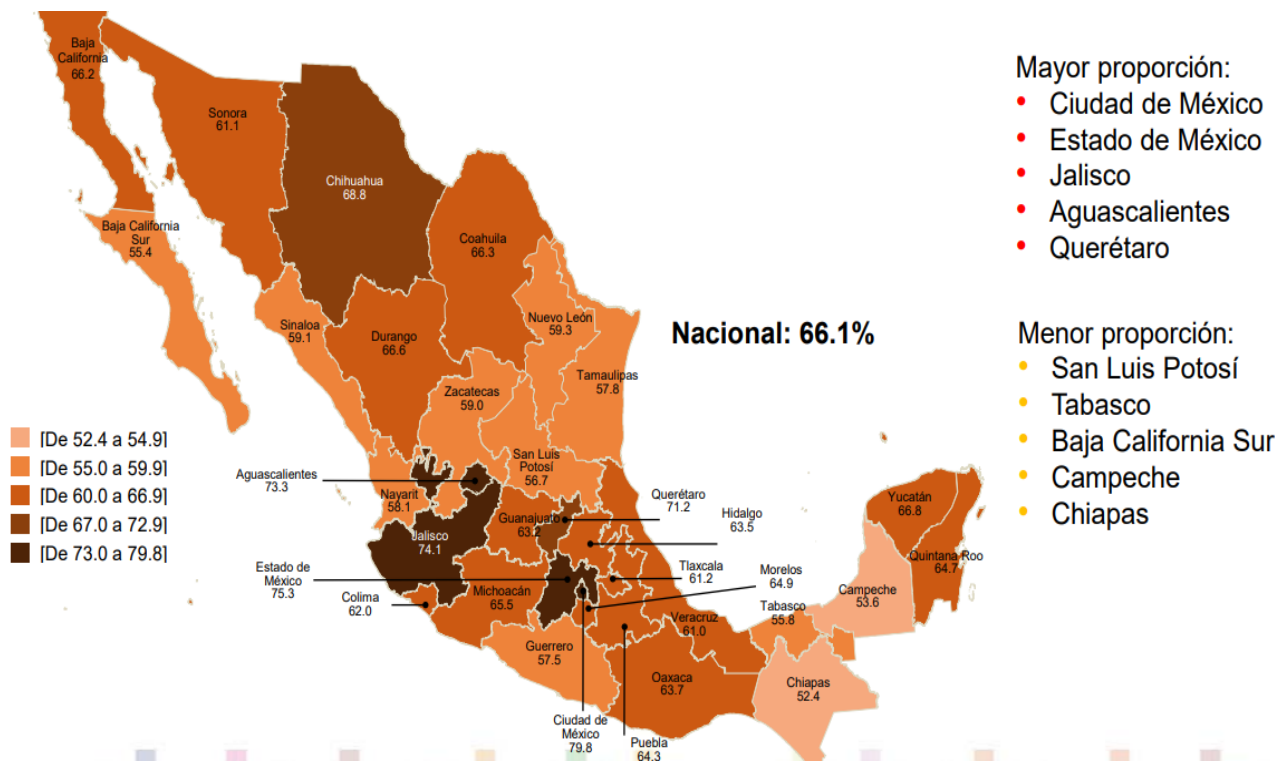 Baja
California
66.2
Sonora
61.1
Chihuahua
68.8
Baja California
Sur
55.4
Coahuila
66.3
Sinaloa
59.1
Durango
66.6
Nuevo León
59.3
Nacional: 66.1%
Tamaulipas
57.8
Zacatecas
59.0
San Luis
Potosí
56.7
Aguascalientes
73.3
Nayarit
58.1
Jalisco
74.1
Guanajuato
63.2
Querétaro
71.2
Hidalgo
63.5
Estado de
México
75.3
Colima
62.0
Michoacán
65.5
Tlaxcala
61.2
Morelos
64.9
Veracruz
61.0
Guerrero
57.5
Oaxaca
63.7
Ciudad de
México
79.8
Puebla
64.3
Tabasco
55.8
Chiapas
52.4
Campeche
53.6
Yucatán
66.8
Quintana Roo
64.7
[De 52.4 a 54.9]
[De 55.0 a 59.9]
[De 60.0 a 66.9]
[De 67.0 a 72.9]
[De 73.0 a 79.8]
Mayor proporción:
• Ciudad de México
• Estado de México
• Jalisco
• Aguascalientes
• Querétaro
Menor proporción:
• San Luis Potosí
• Tabasco
• Baja California Sur
• Campeche
• Chiapas